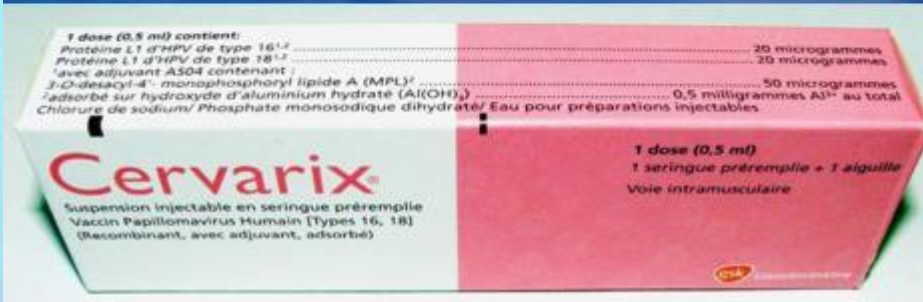 1 dose (0,5 ml) contient:
Protéine L1 d'HPV de type 16¹·² ........ 20 microgrammes
Protéine L1 d'HPV de type 18¹·² ........ 20 microgrammes
¹avec adjuvant AS04 contenant :
3-O-desacyl-4'- monophosphoryl lipide A (MPL)² ........ 50 microgrammes
²adsorbé sur hydroxyde d'aluminium hydraté (Al(OH)₃) ........ 0,5 milligrammes Al³⁺ au total
Chlorure de sodium/ Phosphate monosodique dihydraté/ Eau pour préparations injectables
Cervarix®
Suspension injectable en seringue préremplie
Vaccin Papillomavirus Humain [Types 16, 18]
(Recombinant, avec adjuvant, adsorbé)
1 dose (0,5 ml)
1 seringue préremplie + 1 aiguille
Voie intramusculaire
gsk GlaxoSmithKline